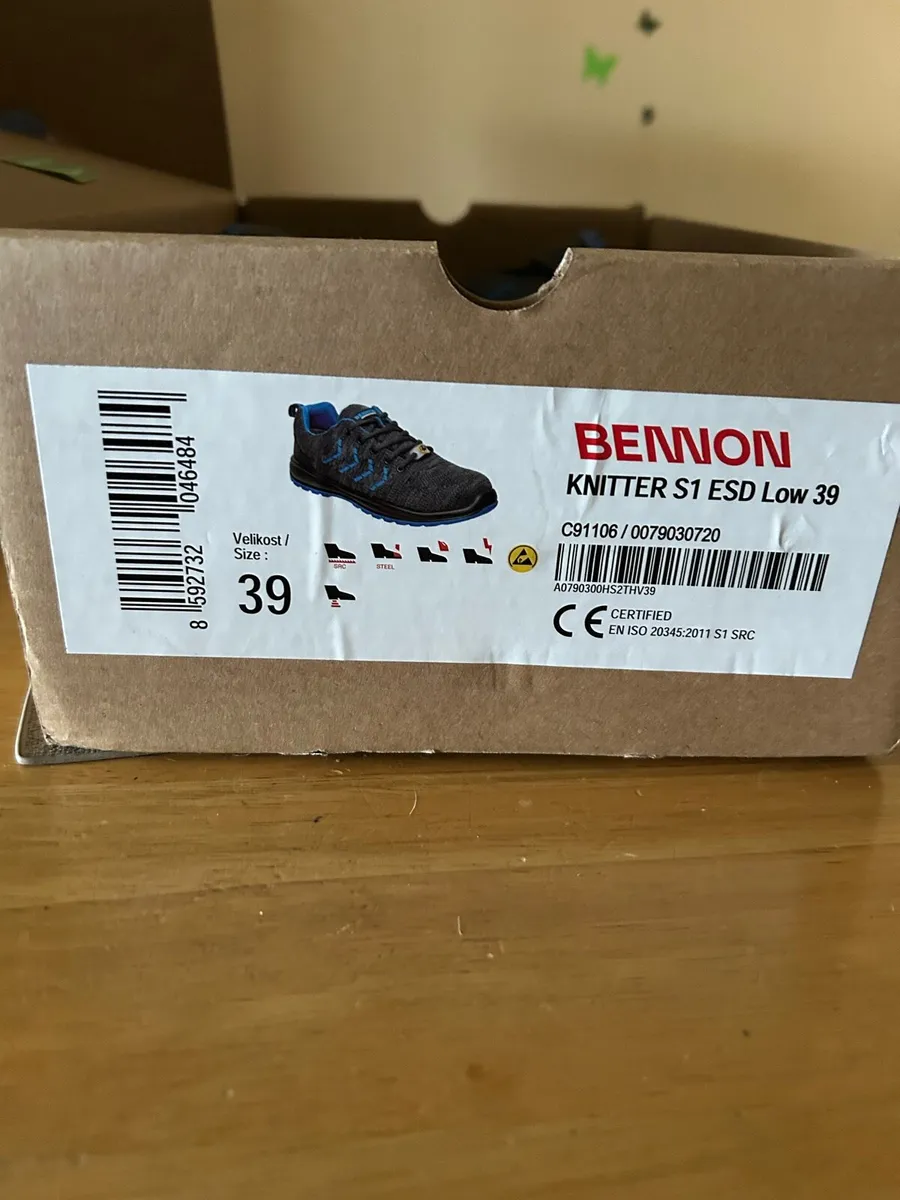 8 592732 046484
Velikost /
Size :
39
SRC
STEEL
BENNON
KNITTER S1 ESD Low 39
C91106 / 0079030720
A0790300HS2THV39
CE CERTIFIED
EN ISO 20345:2011 S1 SRC